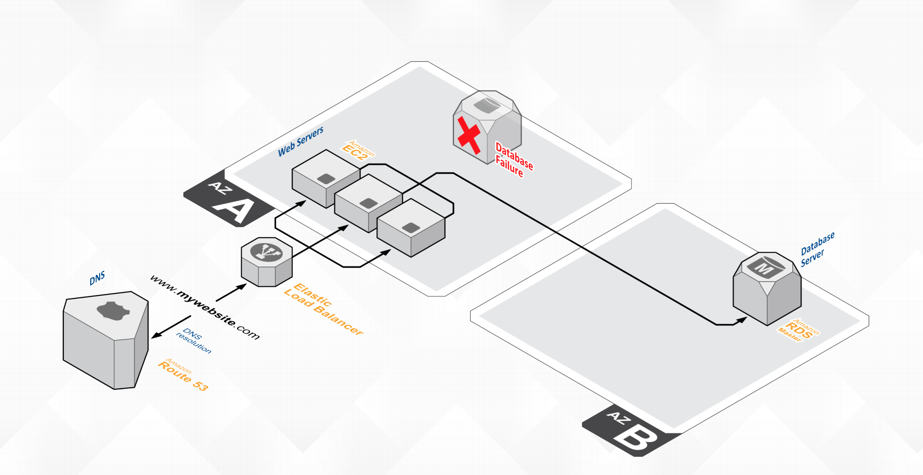 Web Servers
Amazon
EC2
Database
Failure
AZ
A
Database
Server
M
Amazon
RDS
Master
DNS
www.mywebsite.com
Elastic
Load Balancer
DNS
resolution
Amazon
Route 53
AZ
B